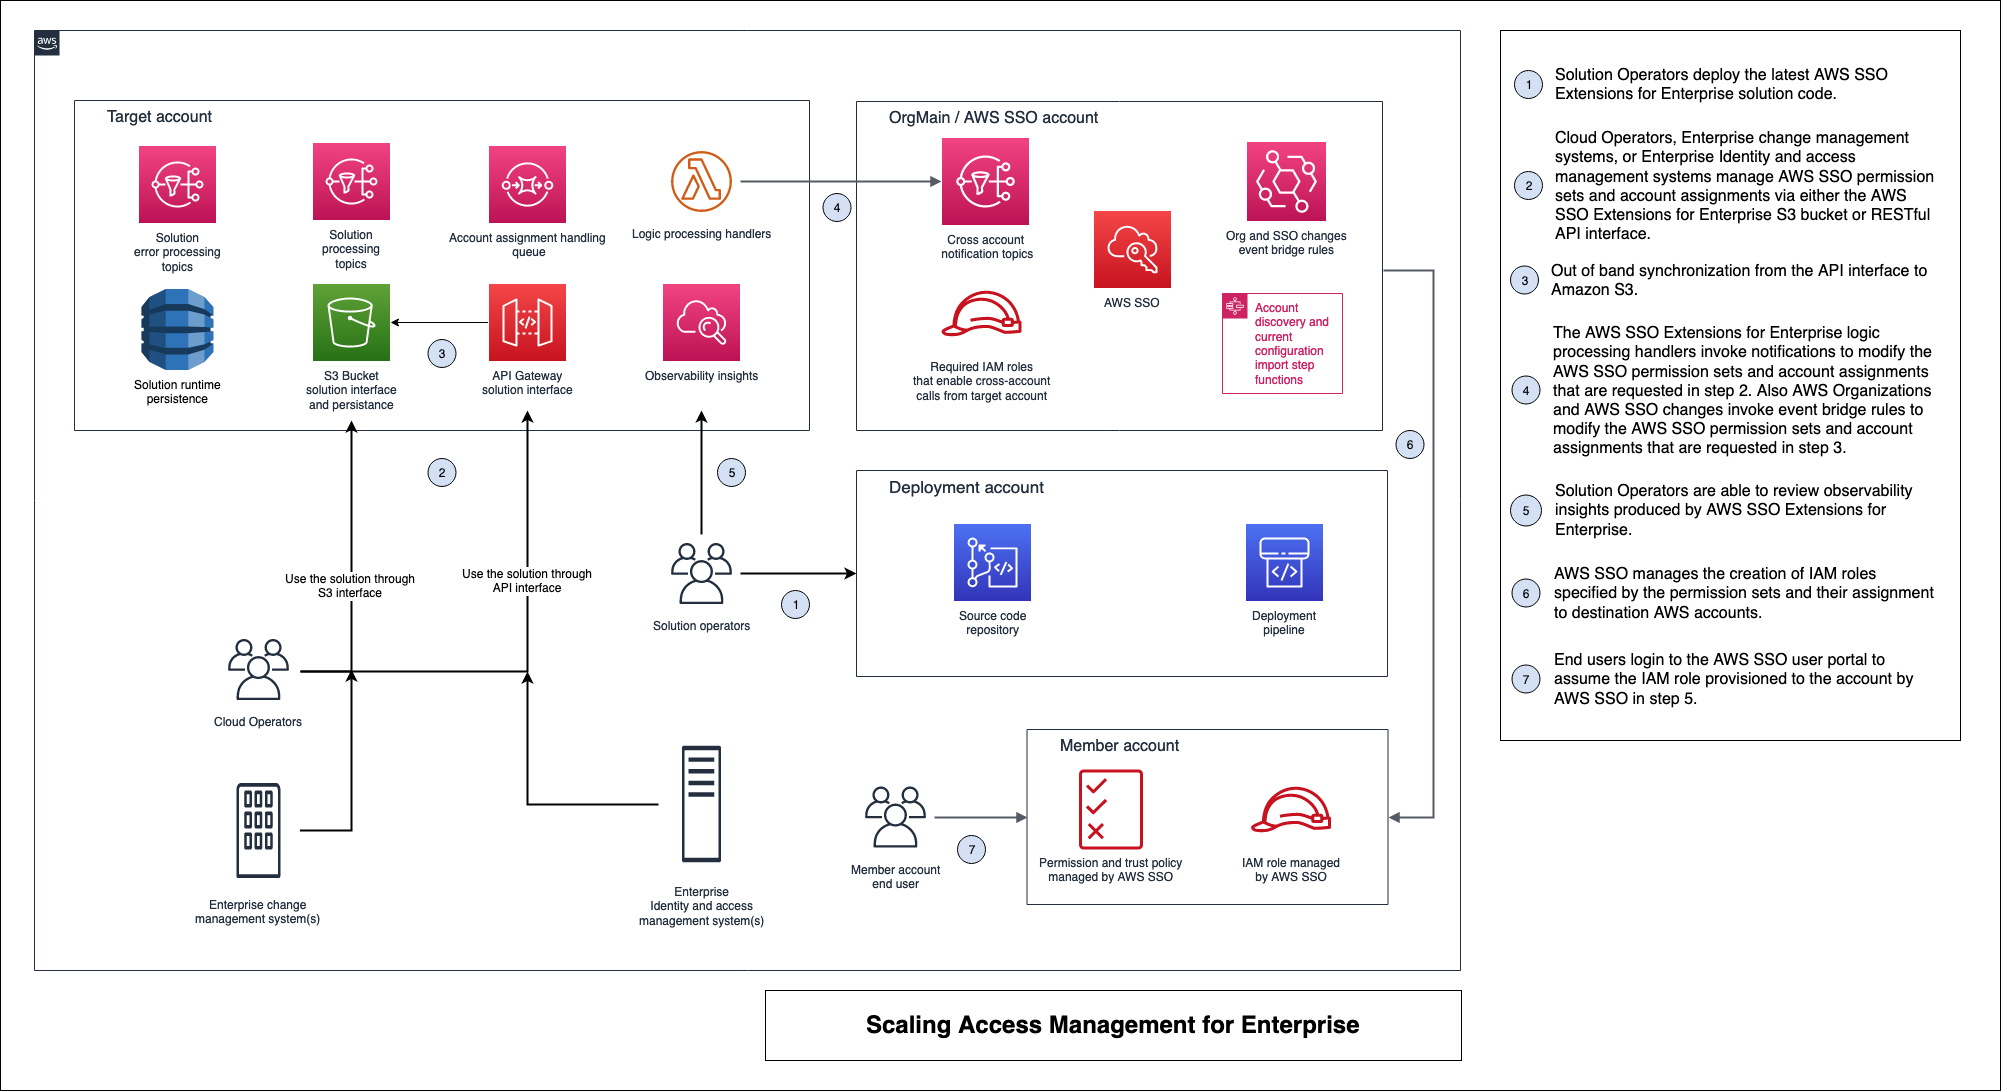 aws
Target account
Solution
error processing
topics
Solution
processing
topics
Account assignment handling
queue
Logic processing handlers
Solution runtime
persistence
S3 Bucket
solution interface
and persistance
API Gateway
solution interface
Observability insights
3
4
OrgMain / AWS SSO account
Cross account
notification topics
AWS SSO
Org and SSO changes
event bridge rules
Required IAM roles
that enable cross-account
calls from target account
Account
discovery and
current
configuration
import step
functions
2
5
6
Use the solution through
S3 interface
Use the solution through
API interface
Solution operators
1
Deployment account
Source code
repository
Deployment
pipeline
Cloud Operators
Enterprise change
management system(s)
Enterprise
Identity and access
management system(s)
Member account
end user
7
Member account
Permission and trust policy
managed by AWS SSO
IAM role managed
by AWS SSO
1
Solution Operators deploy the latest AWS SSO
Extensions for Enterprise solution code.
2
Cloud Operators, Enterprise change management
systems, or Enterprise Identity and access
management systems manage AWS SSO permission
sets and account assignments via either the AWS
SSO Extensions for Enterprise S3 bucket or RESTful
API interface.
3
Out of band synchronization from the API interface to
Amazon S3.
4
The AWS SSO Extensions for Enterprise logic
processing handlers invoke notifications to modify the
AWS SSO permission sets and account assignments
that are requested in step 2. Also AWS Organizations
and AWS SSO changes invoke event bridge rules to
modify the AWS SSO permission sets and account
assignments that are requested in step 3.
5
Solution Operators are able to review observability
insights produced by AWS SSO Extensions for
Enterprise.
6
AWS SSO manages the creation of IAM roles
specified by the permission sets and their assignment
to destination AWS accounts.
7
End users login to the AWS SSO user portal to
assume the IAM role provisioned to the account by
AWS SSO in step 5.
Scaling Access Management for Enterprise